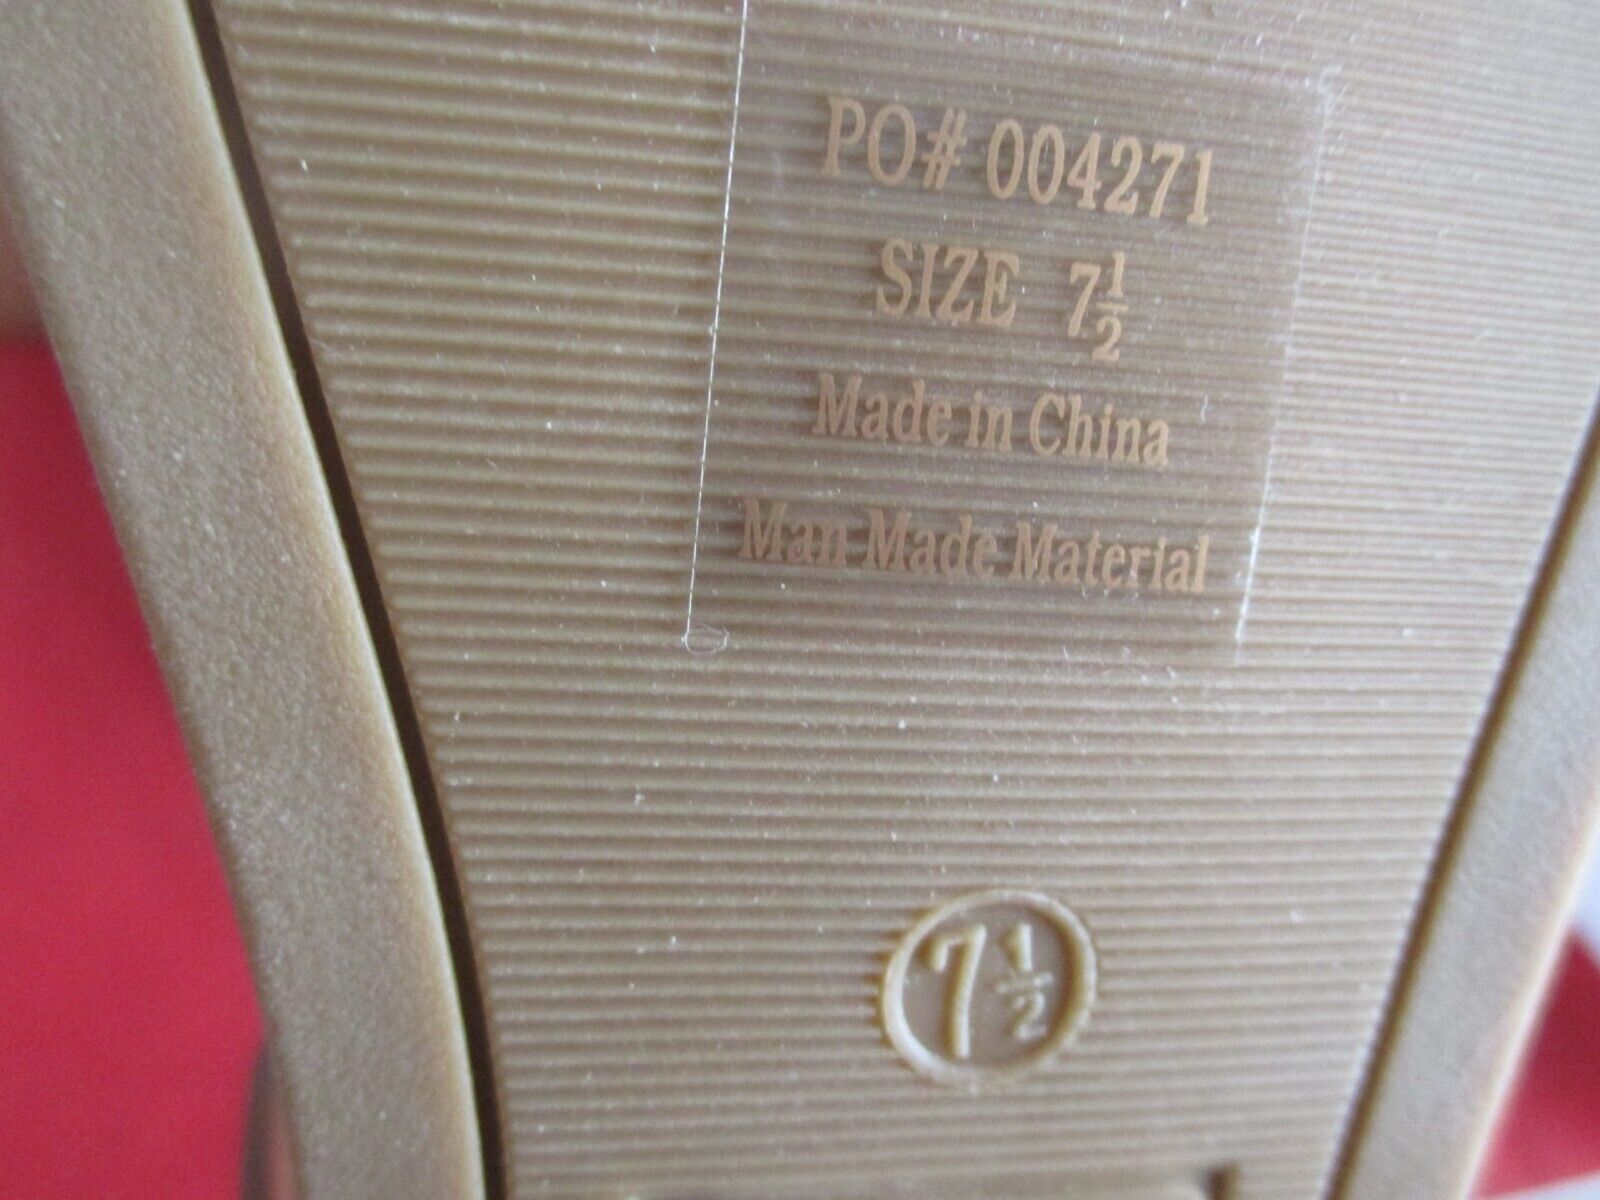 PO# 004271
SIZE 7½
Made in China
Man Made Material
7½